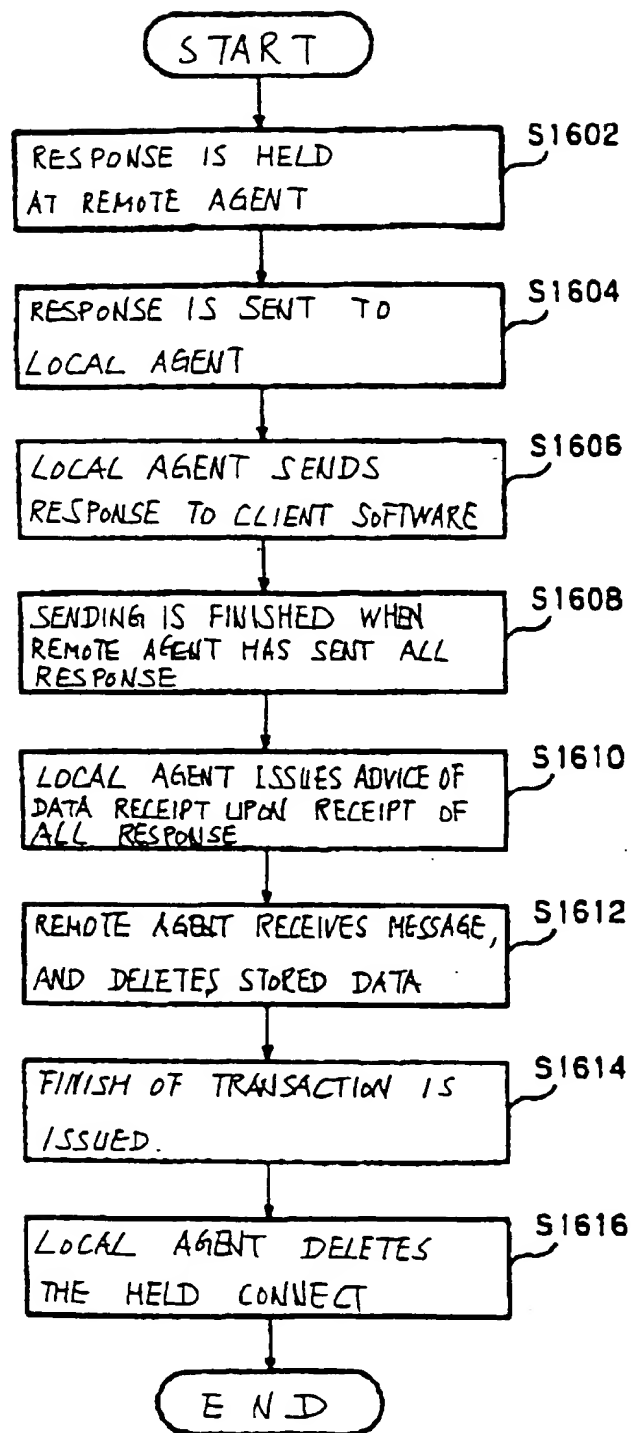 START
S1602
RESPONSE IS HELD
AT REMOTE AGENT
S1604
RESPONSE IS SENT TO
LOCAL AGENT
S1606
LOCAL AGENT SENDS
RESPONSE TO CLIENT SOFTWARE
S1608
SENDING IS FINISHED WHEN
REMOTE AGENT HAS SENT ALL
RESPONSE
S1610
LOCAL AGENT ISSUES ADVICE OF
DATA RECEIPT UPON RECEIPT OF
ALL RESPONSE
S1612
REMOTE AGENT RECEIVES MESSAGE,
AND DELETES STORED DATA
S1614
FINISH OF TRANSACTION IS
ISSUED.
S1616
LOCAL AGENT DELETES
THE HELD CONNECT
END